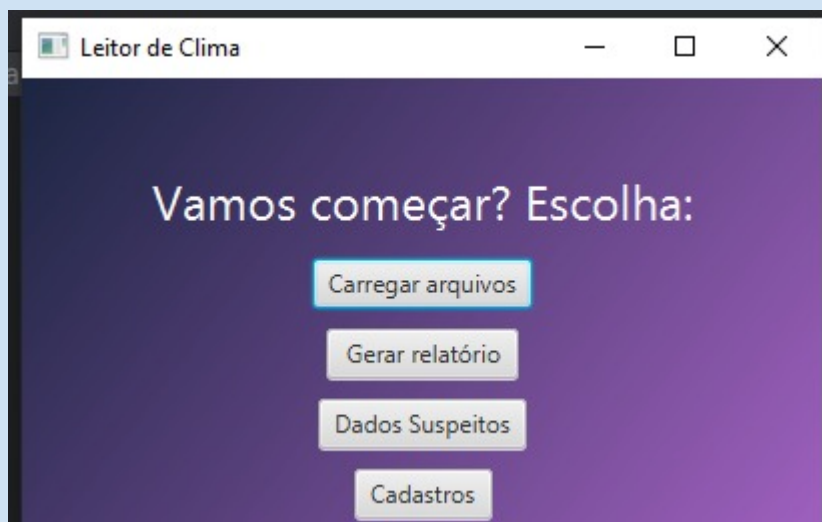 Leitor de Clima
Vamos começar? Escolha:
Carregar arquivos
Gerar relatório
Dados Suspeitos
Cadastros